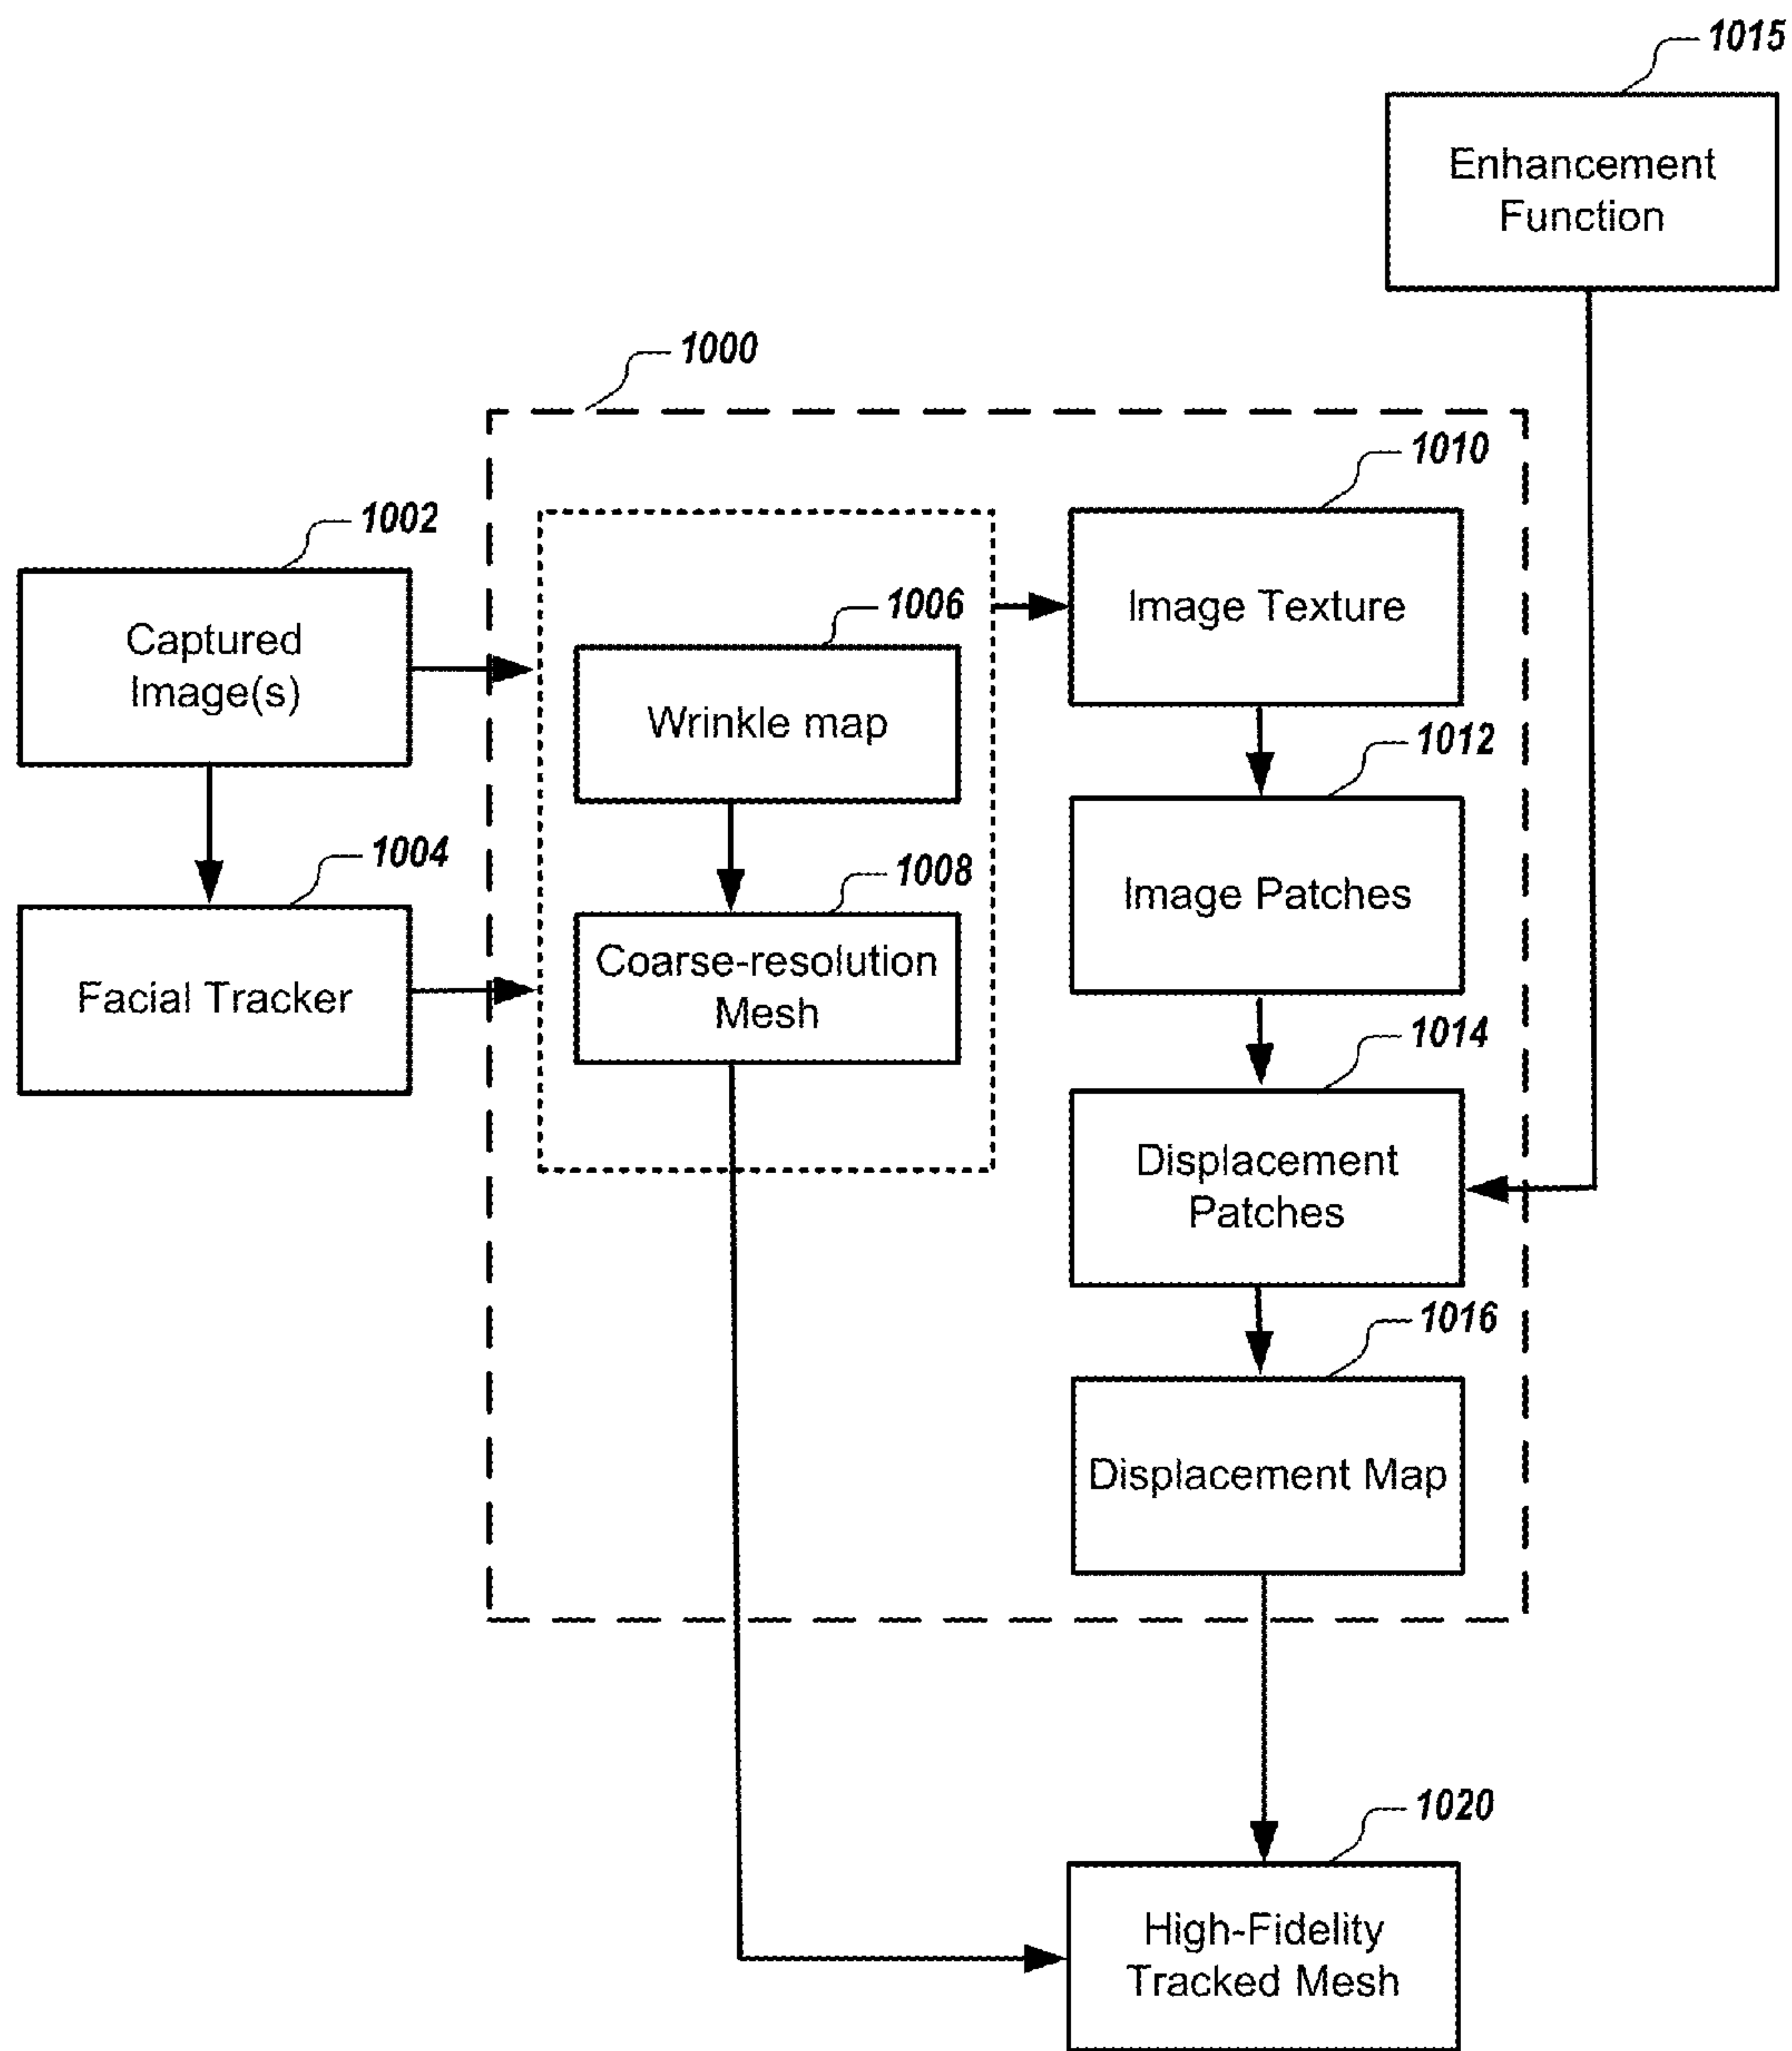 1015
Enhancement
Function
1000
1010
Image Texture
1002
Captured
Image(s)
1006
Wrinkle map
1012
Image Patches
1004
Facial Tracker
1008
Coarse-resolution
Mesh
1014
Displacement
Patches
1016
Displacement Map
1020
High-Fidelity
Tracked Mesh